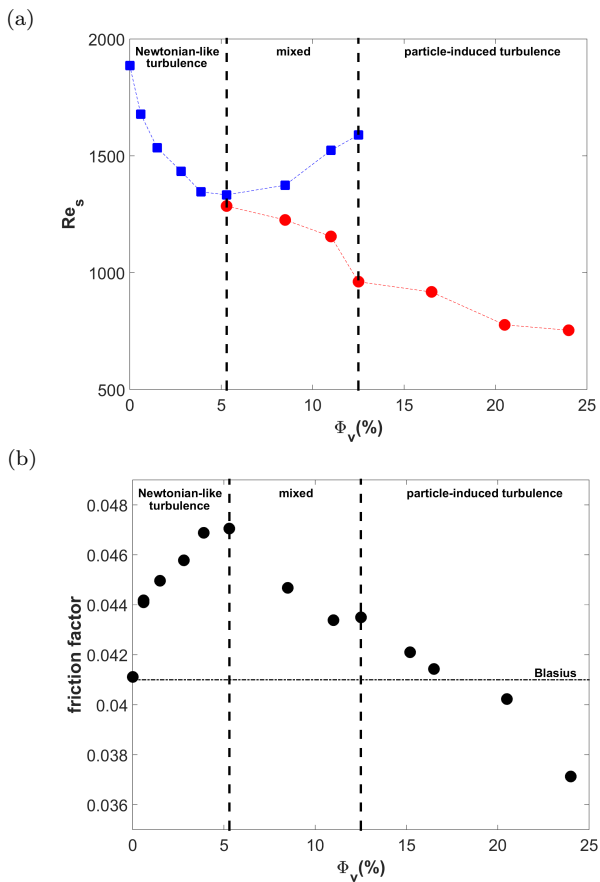 (a)
2000
1500
1000
500
Re_s
Newtonian-like
turbulence
mixed
particle-induced turbulence
0 5 10 15 20 25
Φ_v(%)
(b)
0.048
0.046
0.044
0.042
0.04
0.038
0.036
friction factor
Newtonian-like
turbulence
mixed
particle-induced turbulence
Blasius
0 5 10 15 20 25
Φ_v(%)